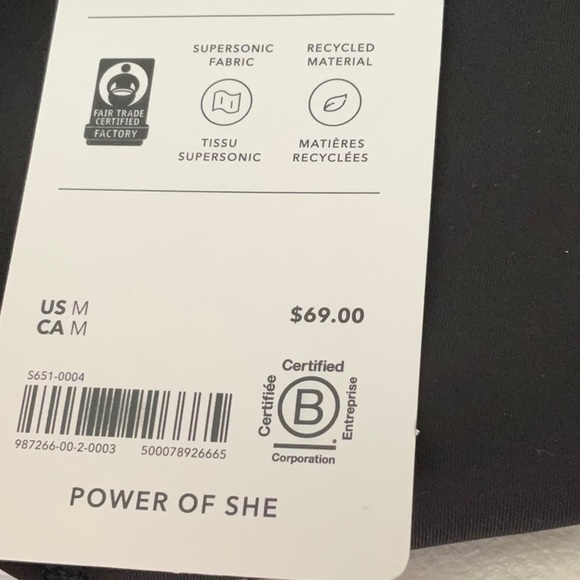 FAIR TRADE
CERTIFIED
FACTORY
SUPERSONIC
FABRIC
TISSU
SUPERSONIC
RECYCLED
MATERIAL
MATIÈRES
RECYCLÉES
US M
CA M
$69.00
S651-0004
987266-00-2-0003 500078926665
Certified
Certifiée
B
Entreprise
Corporation
POWER OF SHE